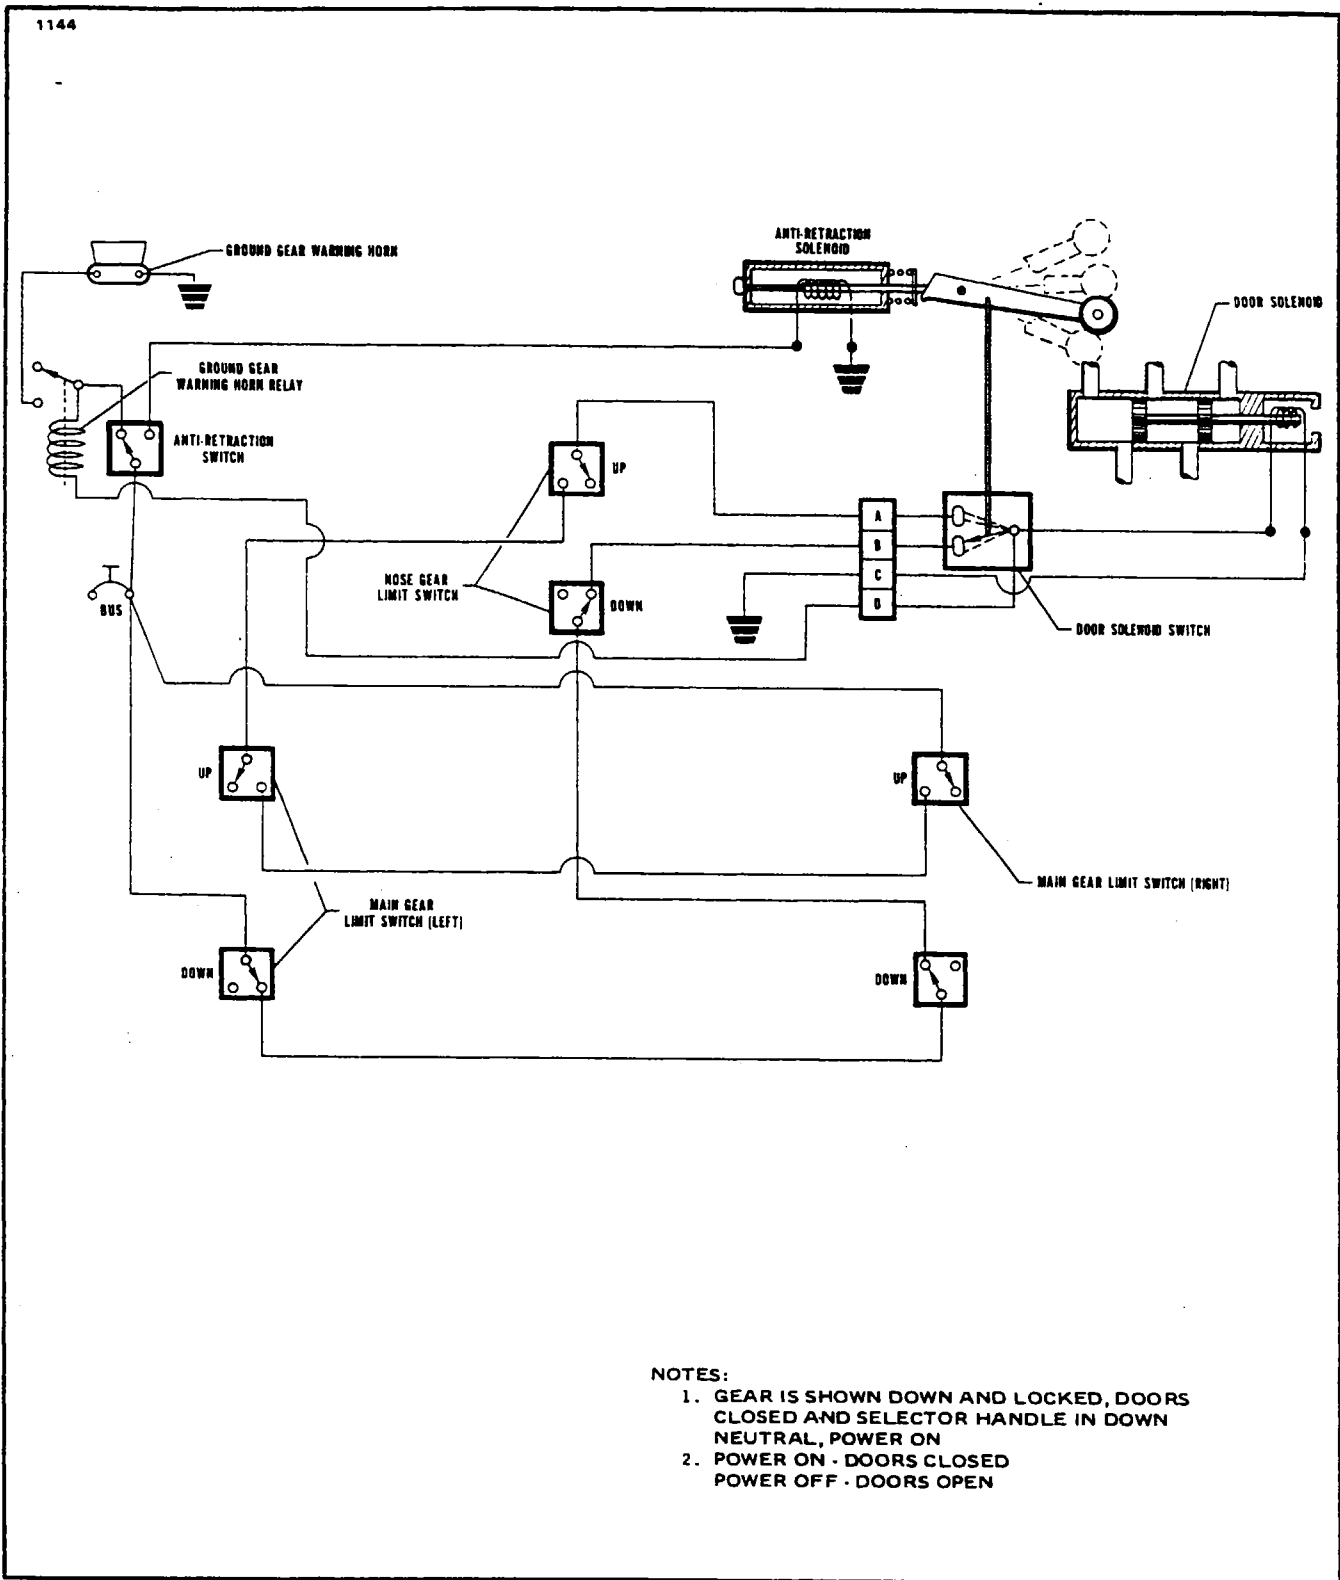 1144
GROUND GEAR WARNING HORN
ANTI-RETRACTION
SOLENOID
DOOR SOLENOID
GROUND GEAR
WARNING HORN RELAY
ANTI-RETRACTION
SWITCH
UP
A
B
C
D
NOSE GEAR
LIMIT SWITCH
DOWN
BUS
DOOR SOLENOID SWITCH
UP
UP
MAIN GEAR LIMIT SWITCH (RIGHT)
MAIN GEAR
LIMIT SWITCH (LEFT)
DOWN
DOWN
NOTES:
1. GEAR IS SHOWN DOWN AND LOCKED, DOORS
CLOSED AND SELECTOR HANDLE IN DOWN
NEUTRAL, POWER ON
2. POWER ON - DOORS CLOSED
POWER OFF - DOORS OPEN